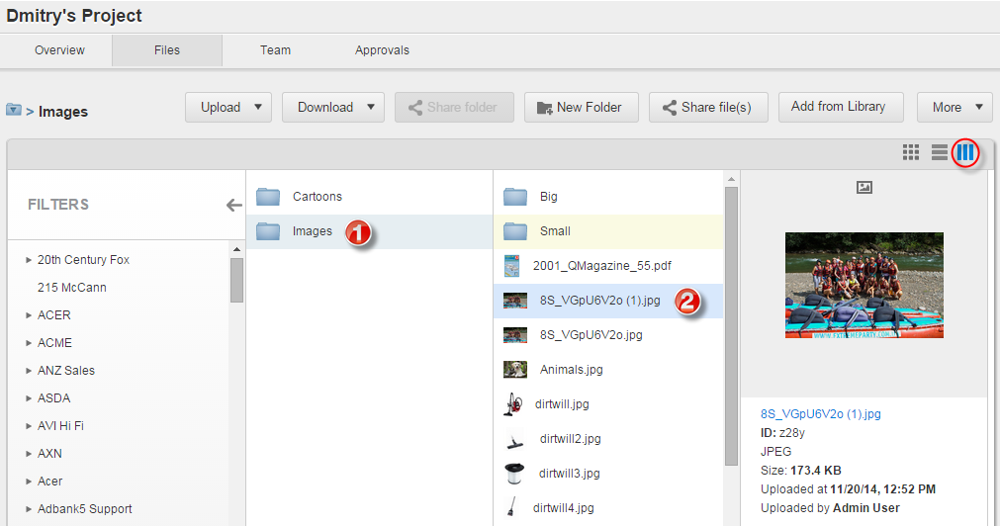 Dmitry's Project
Overview Files Team Approvals
> Images Upload Download Share folder New Folder Share file(s) Add from Library More
FILTERS
20th Century Fox
215 McCann
ACER
ACME
ANZ Sales
ASDA
AVI Hi Fi
AXN
Acer
Adbank5 Support
Cartoons
Images 1
Big
Small
2001_QMagazine_55.pdf
8S_VGpU6V2o (1).jpg 2
8S_VGpU6V2o.jpg
Animals.jpg
dirtwill.jpg
dirtwill2.jpg
dirtwill3.jpg
dirtwill4.jpg
WWW.EXTREMEPARTY.COM
8S_VGpU6V2o (1).jpg
ID: z28y
JPEG
Size: 173.4 KB
Uploaded at 11/20/14, 12:52 PM
Uploaded by Admin User